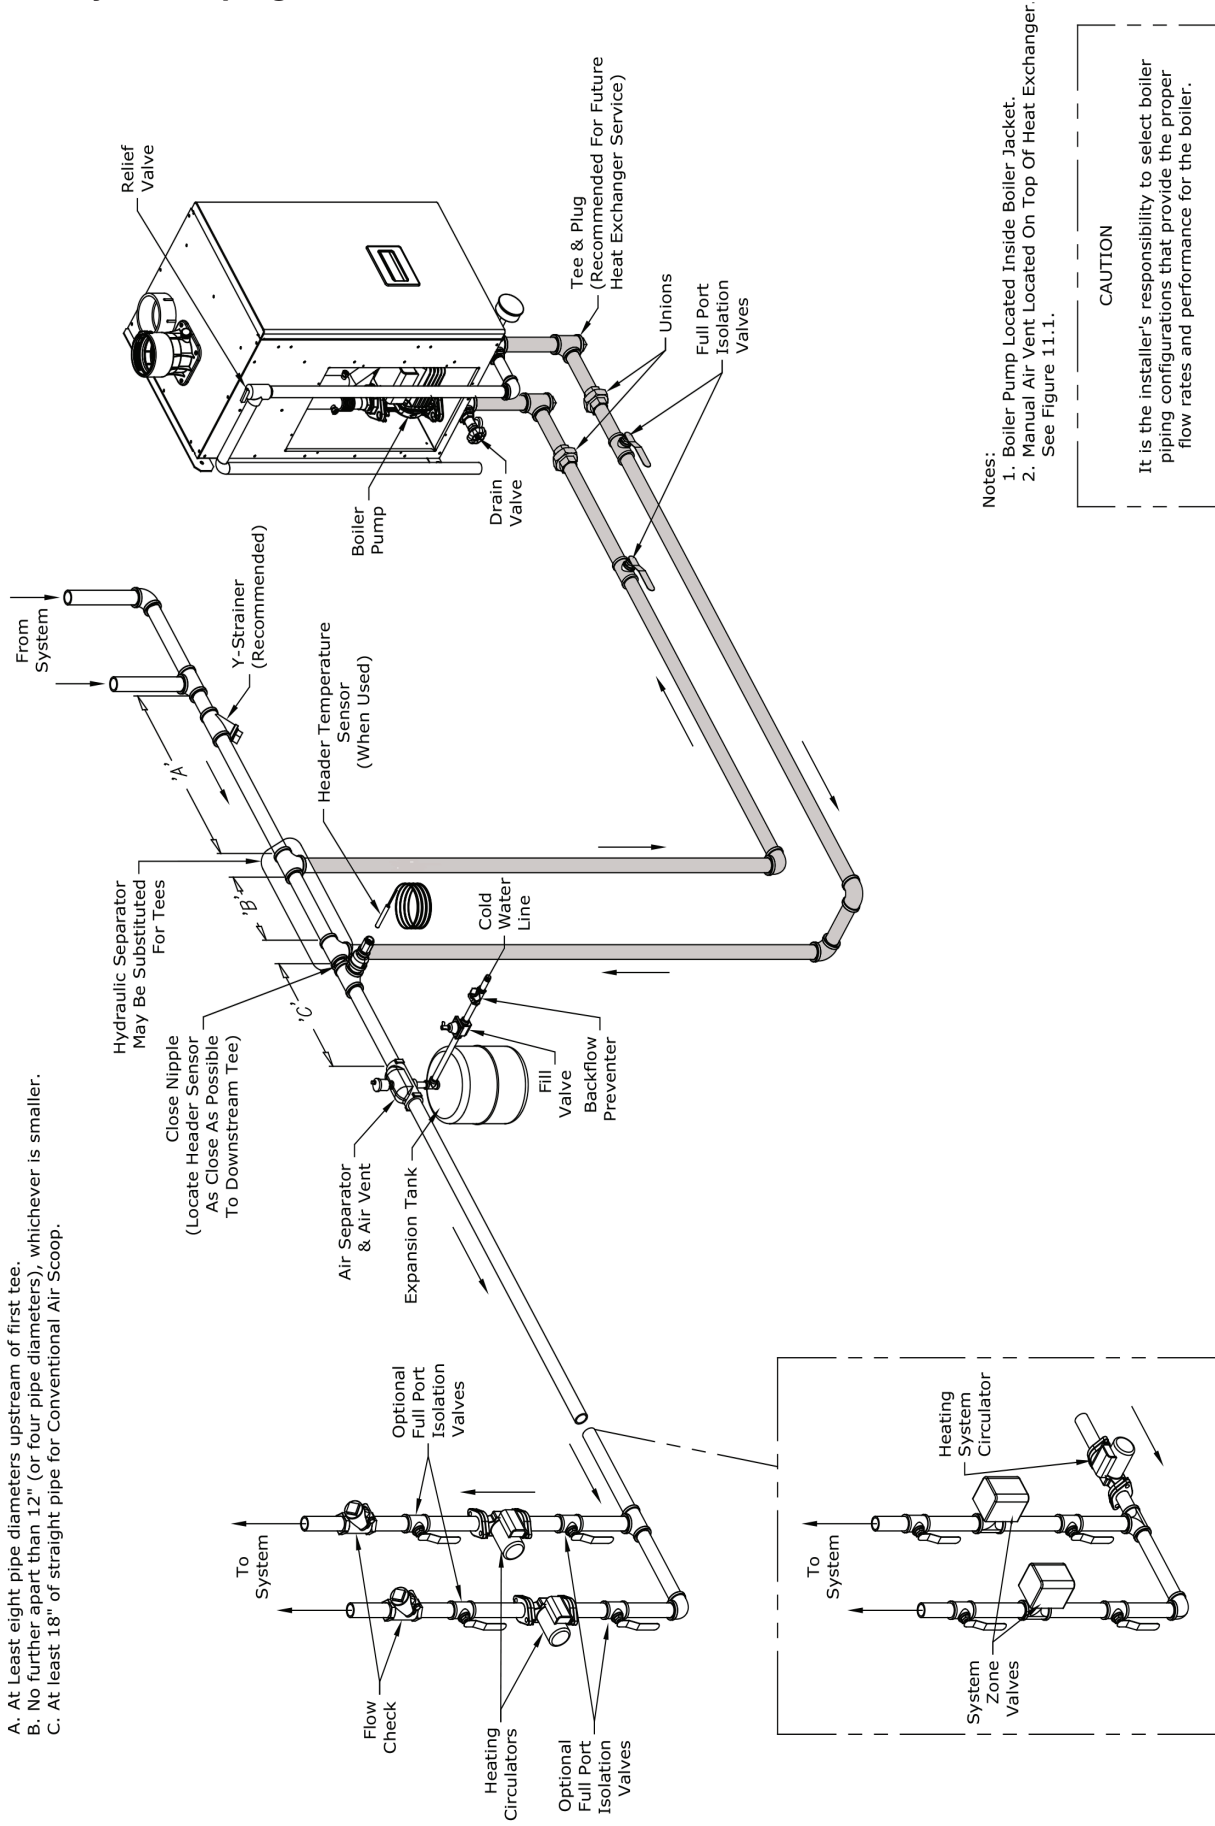 A. At Least eight pipe diameters upstream of first tee.
B. No further apart than 12" (or four pipe diameters), whichever is smaller.
C. At least 18" of straight pipe for Conventional Air Scoop.
Relief
Valve
From
System
Y-Strainer
(Recommended)
Hydraulic Separator
May Be Substituted
For Tees
'A'
'B'
'C'
Close Nipple
(Locate Header Sensor
As Close As Possible
To Downstream Tee)
Header Temperature
Sensor
(When Used)
Boiler
Pump
Drain
Valve
Tee & Plug
(Recommended For Future
Heat Exchanger Service)
Unions
Full Port
Isolation
Valves
Air Separator
& Air Vent
Expansion Tank
Cold
Water
Line
Fill
Valve
Backflow
Preventer
To
System
Optional
Full Port
Isolation
Valves
Flow
Check
Heating
Circulators
Optional
Full Port
Isolation
Valves
To
System
Heating
System
Circulator
System
Zone
Valves
Notes:
1. Boiler Pump Located Inside Boiler Jacket.
2. Manual Air Vent Located On Top Of Heat Exchanger.
See Figure 11.1.
CAUTION
It is the installer's responsibility to select boiler
piping configurations that provide the proper
flow rates and performance for the boiler.